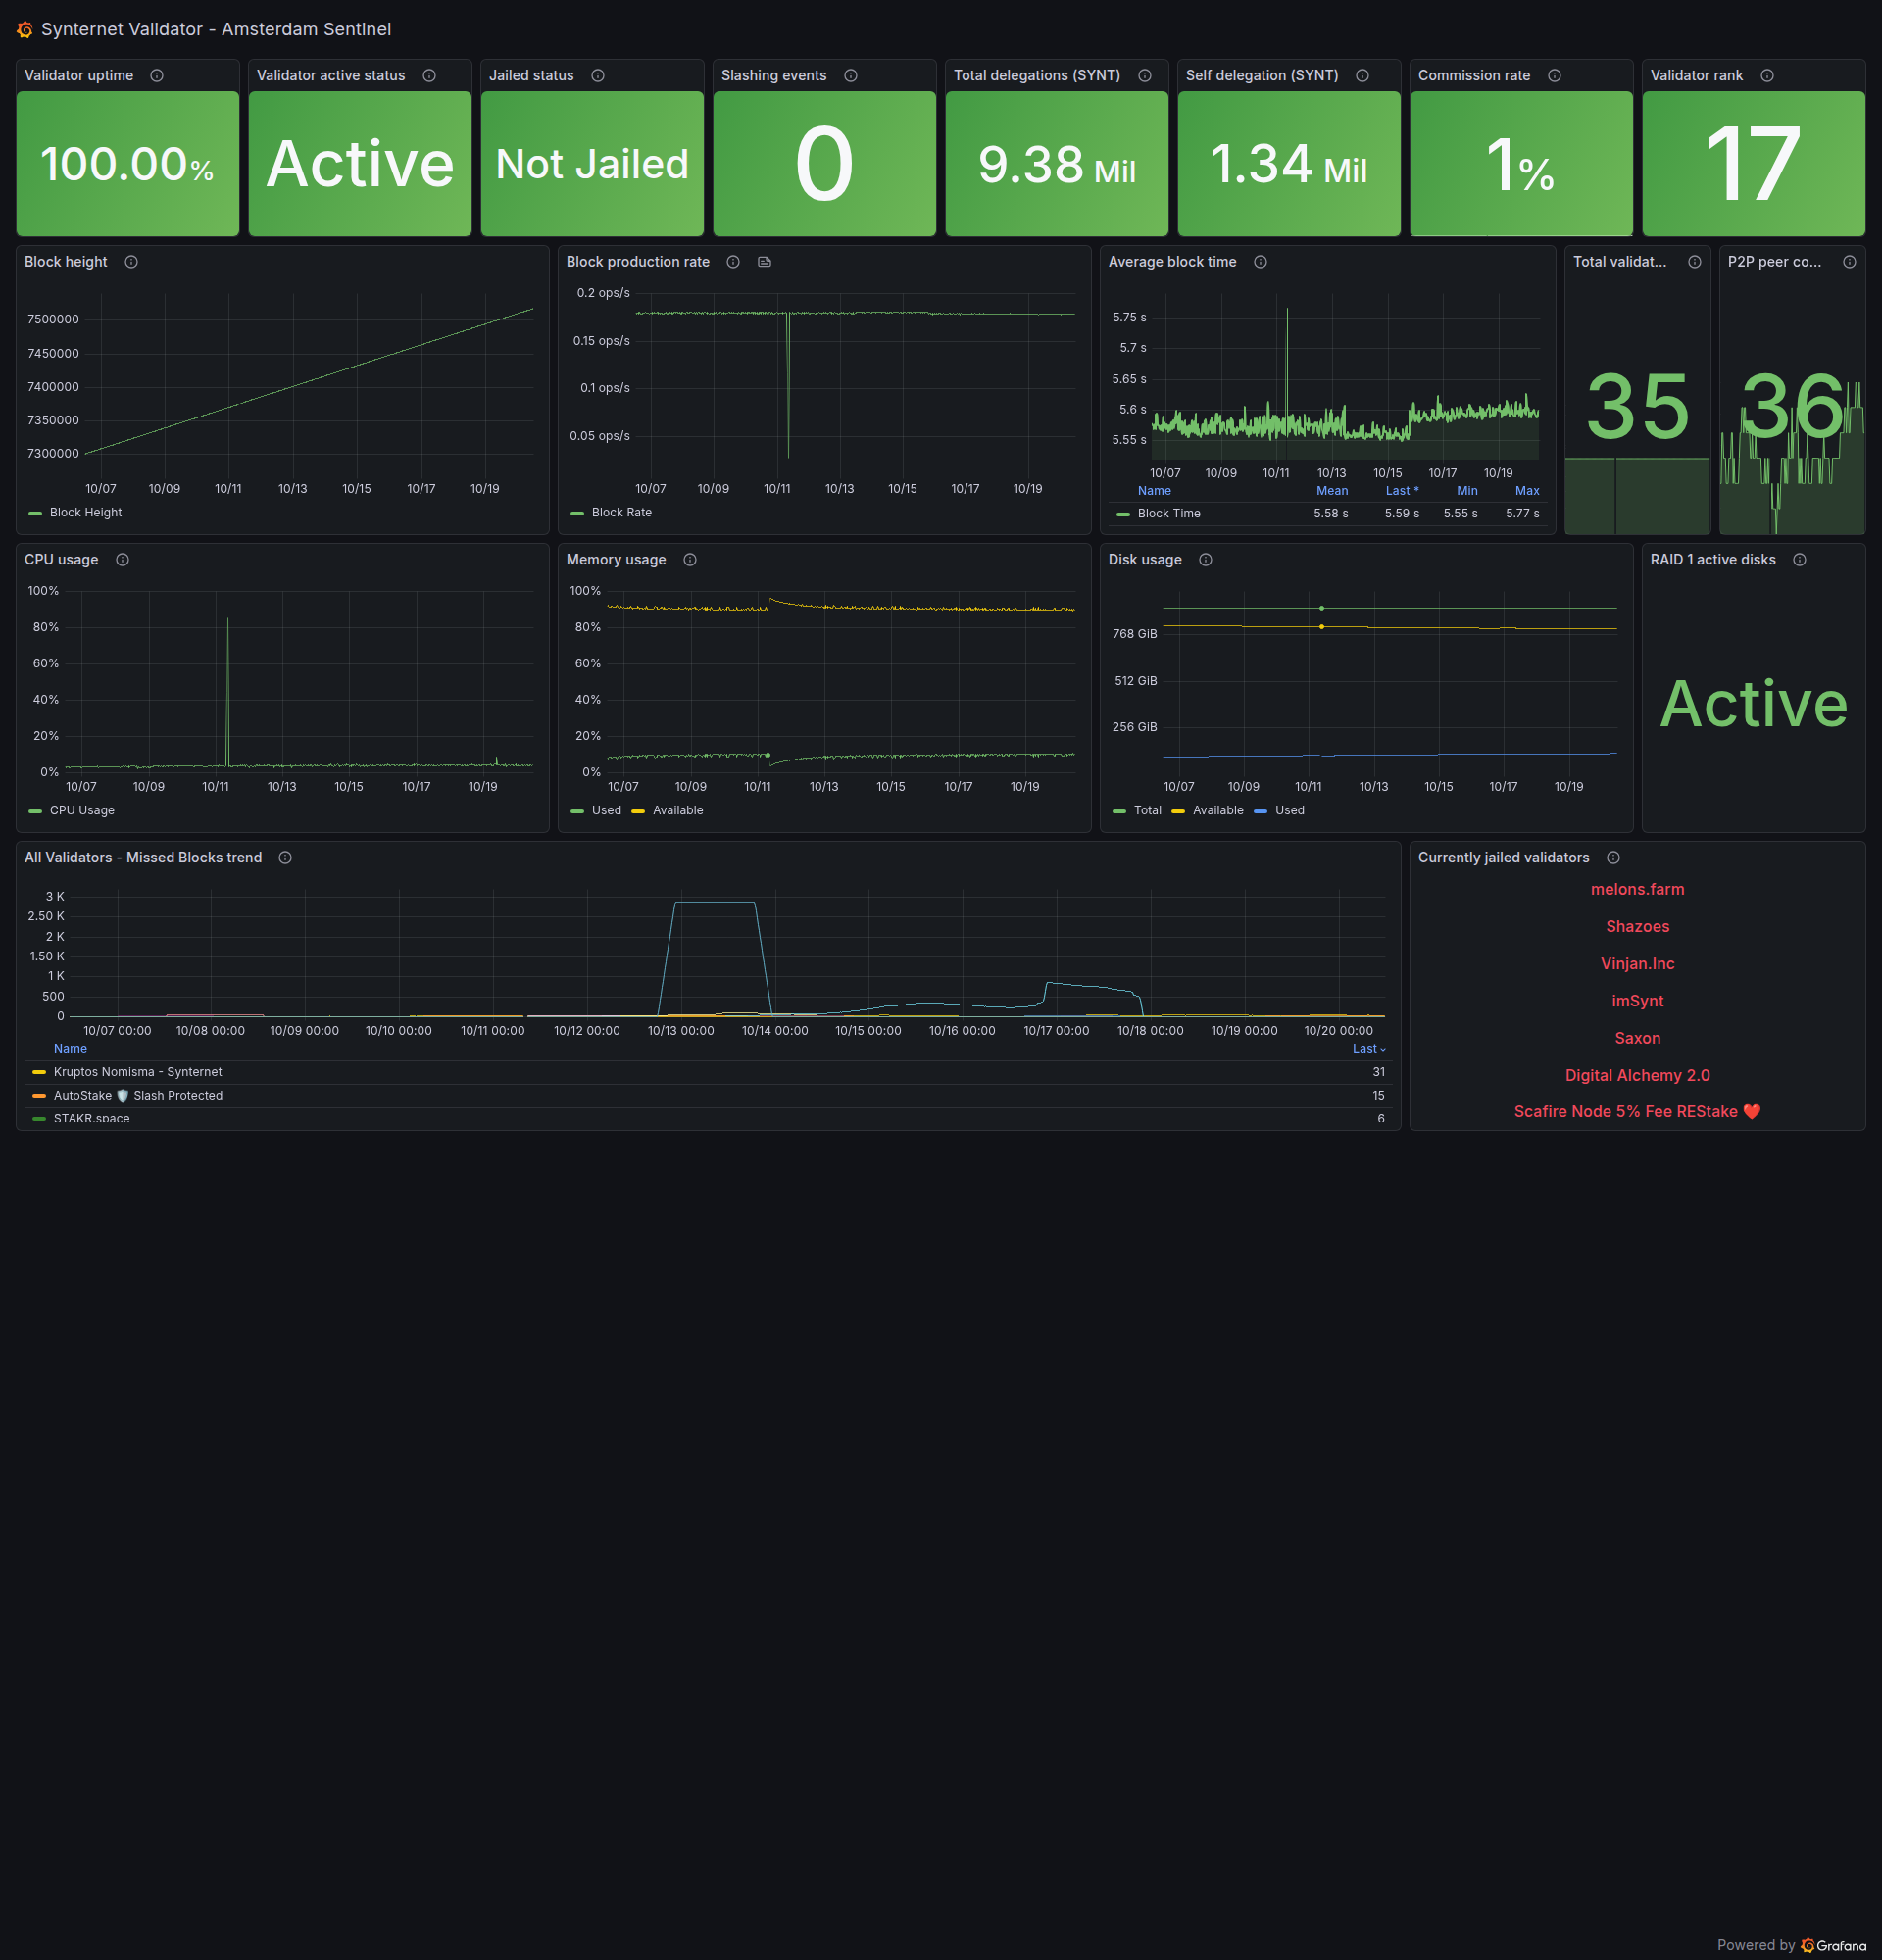 Synternet Validator - Amsterdam Sentinel
Validator uptime
100.00%
Validator active status
Active
Jailed status
Not Jailed
Slashing events
0
Total delegations (SYNT)
9.38 Mil
Self delegation (SYNT)
1.34 Mil
Commission rate
1%
Validator rank
17
Block height
7500000
7450000
7400000
7350000
7300000
10/07 10/09 10/11 10/13 10/15 10/17 10/19
Block Height
Block production rate
0.2 ops/s
0.15 ops/s
0.1 ops/s
0.05 ops/s
10/07 10/09 10/11 10/13 10/15 10/17 10/19
Block Rate
Average block time
5.75 s
5.7 s
5.65 s
5.6 s
5.55 s
10/07 10/09 10/11 10/13 10/15 10/17 10/19
Name Mean Last * Min Max
Block Time 5.58 s 5.59 s 5.55 s 5.77 s
Total validat...
35
P2P peer co...
36
CPU usage
100%
80%
60%
40%
20%
0%
10/07 10/09 10/11 10/13 10/15 10/17 10/19
CPU Usage
Memory usage
100%
80%
60%
40%
20%
0%
10/07 10/09 10/11 10/13 10/15 10/17 10/19
Used Available
Disk usage
768 GiB
512 GiB
256 GiB
10/07 10/09 10/11 10/13 10/15 10/17 10/19
Total Available Used
RAID 1 active disks
Active
All Validators - Missed Blocks trend
3 K
2.50 K
2 K
1.50 K
1 K
500
0
10/07 00:00 10/08 00:00 10/09 00:00 10/10 00:00 10/11 00:00 10/12 00:00 10/13 00:00 10/14 00:00 10/15 00:00 10/16 00:00 10/17 00:00 10/18 00:00 10/19 00:00 10/20 00:00
Name Last
Kruptos Nomisma - Synternet 31
AutoStake 🛡️ Slash Protected 15
STAKR.space 6
Currently jailed validators
melons.farm
Shazoes
Vinjan.Inc
imSynt
Saxon
Digital Alchemy 2.0
Scafire Node 5% Fee REStake ❤️
Powered by Grafana